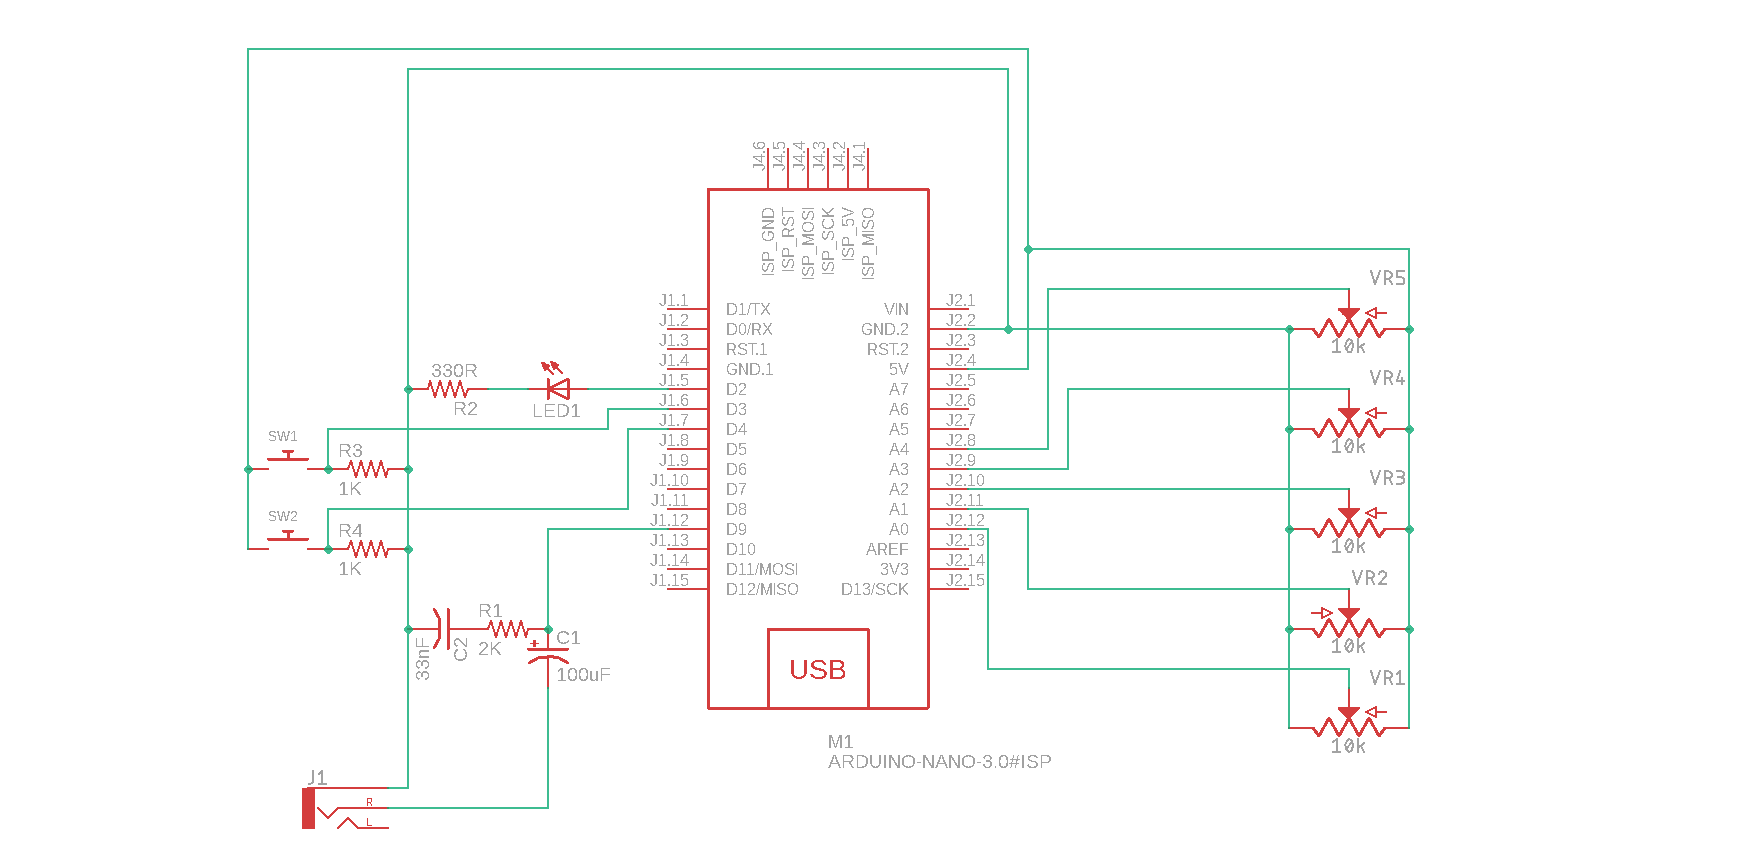 J4.6
J4.5
J4.4
J4.3
J4.2
J4.1
ISP_GND
ISP_RST
ISP_MOSI
ISP_SCK
ISP_5V
ISP_MISO
J1.1 D1/TX VIN J2.1
J1.2 D0/RX GND.2 J2.2
J1.3 RST.1 RST.2 J2.3
J1.4 GND.1 5V J2.4
J1.5 D2 A7 J2.5
J1.6 D3 A6 J2.6
J1.7 D4 A5 J2.7
J1.8 D5 A4 J2.8
J1.9 D6 A3 J2.9
J1.10 D7 A2 J2.10
J1.11 D8 A1 J2.11
J1.12 D9 A0 J2.12
J1.13 D10 AREF J2.13
J1.14 D11/MOSI 3V3 J2.14
J1.15 D12/MISO D13/SCK J2.15
USB
M1
ARDUINO-NANO-3.0#ISP
330R
R2
LED1
SW1
R3
1K
SW2
R4
1K
33nF
C2
R1
2K
+
C1
100uF
J1
R
L
VR5
10k
VR4
10k
VR3
10k
VR2
10k
VR1
10k